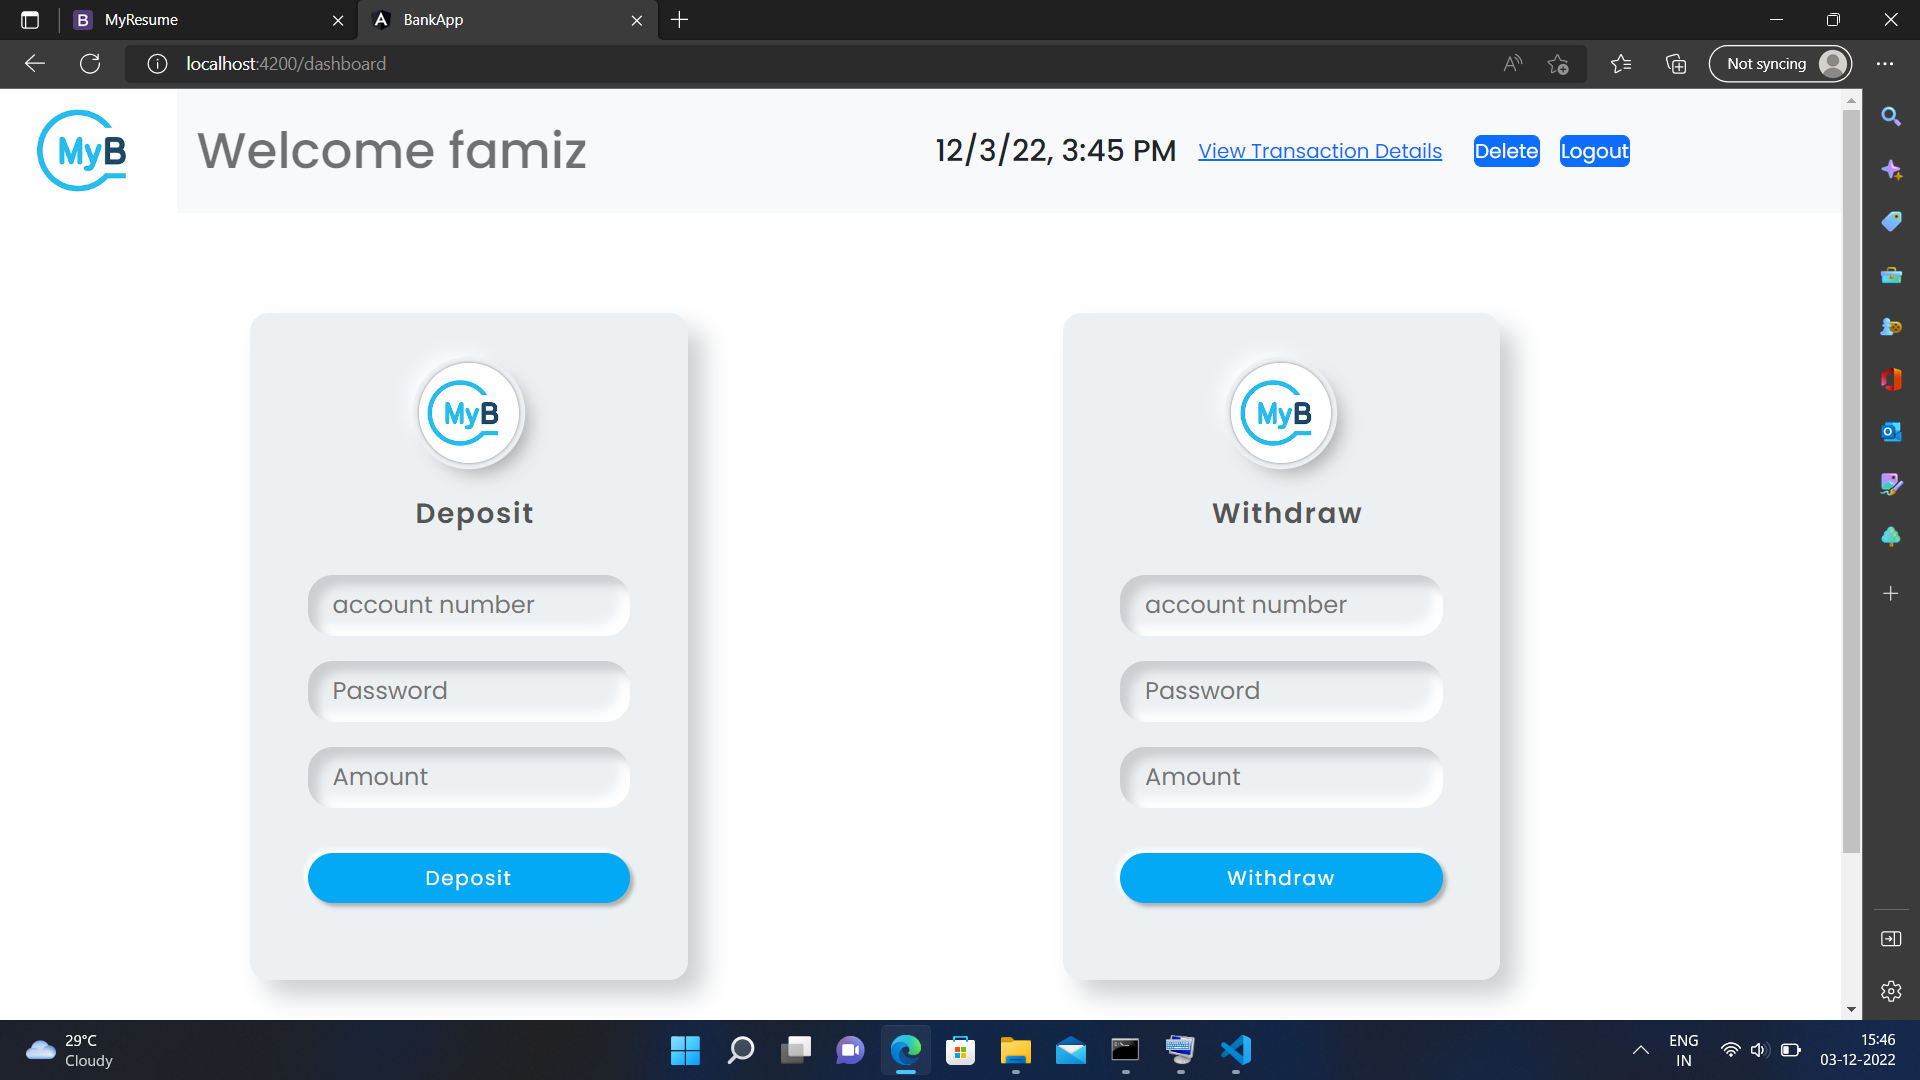 MyResume
BankApp
localhost:4200/dashboard
Not syncing
MyB
Welcome famiz
12/3/22, 3:45 PM
View Transaction Details
Delete
Logout
MyB
Deposit
account number
Password
Amount
Deposit
MyB
Withdraw
account number
Password
Amount
Withdraw
29°C
Cloudy
ENG
IN
15:46
03-12-2022